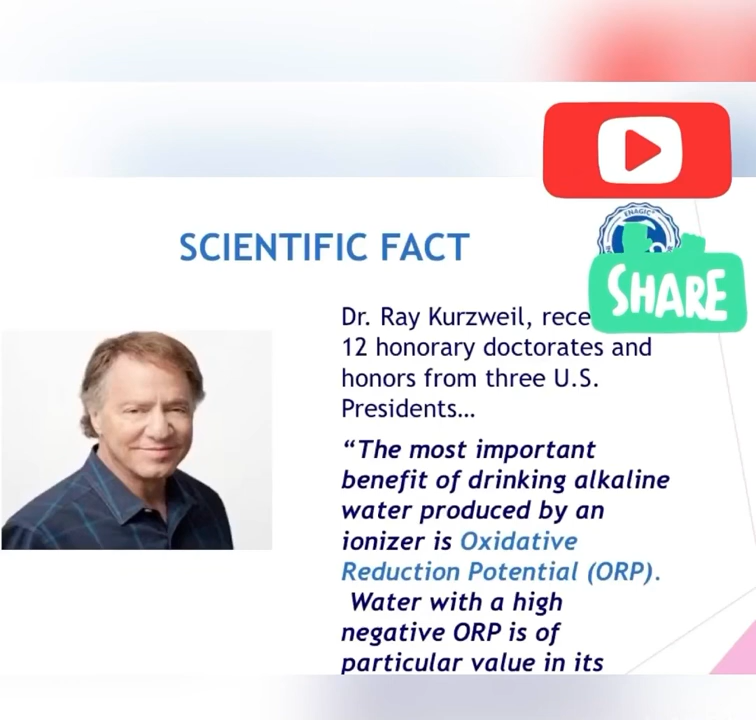 ENAGIC
SHARE
SCIENTIFIC FACT
Dr. Ray Kurzweil,
12 honorary doctorates and
honors from three U.S.
Presidents…
“The most important
benefit of drinking alkaline
water produced by an
ionizer is Oxidative
Reduction Potential (ORP).
Water with a high
negative ORP is of
particular value in its